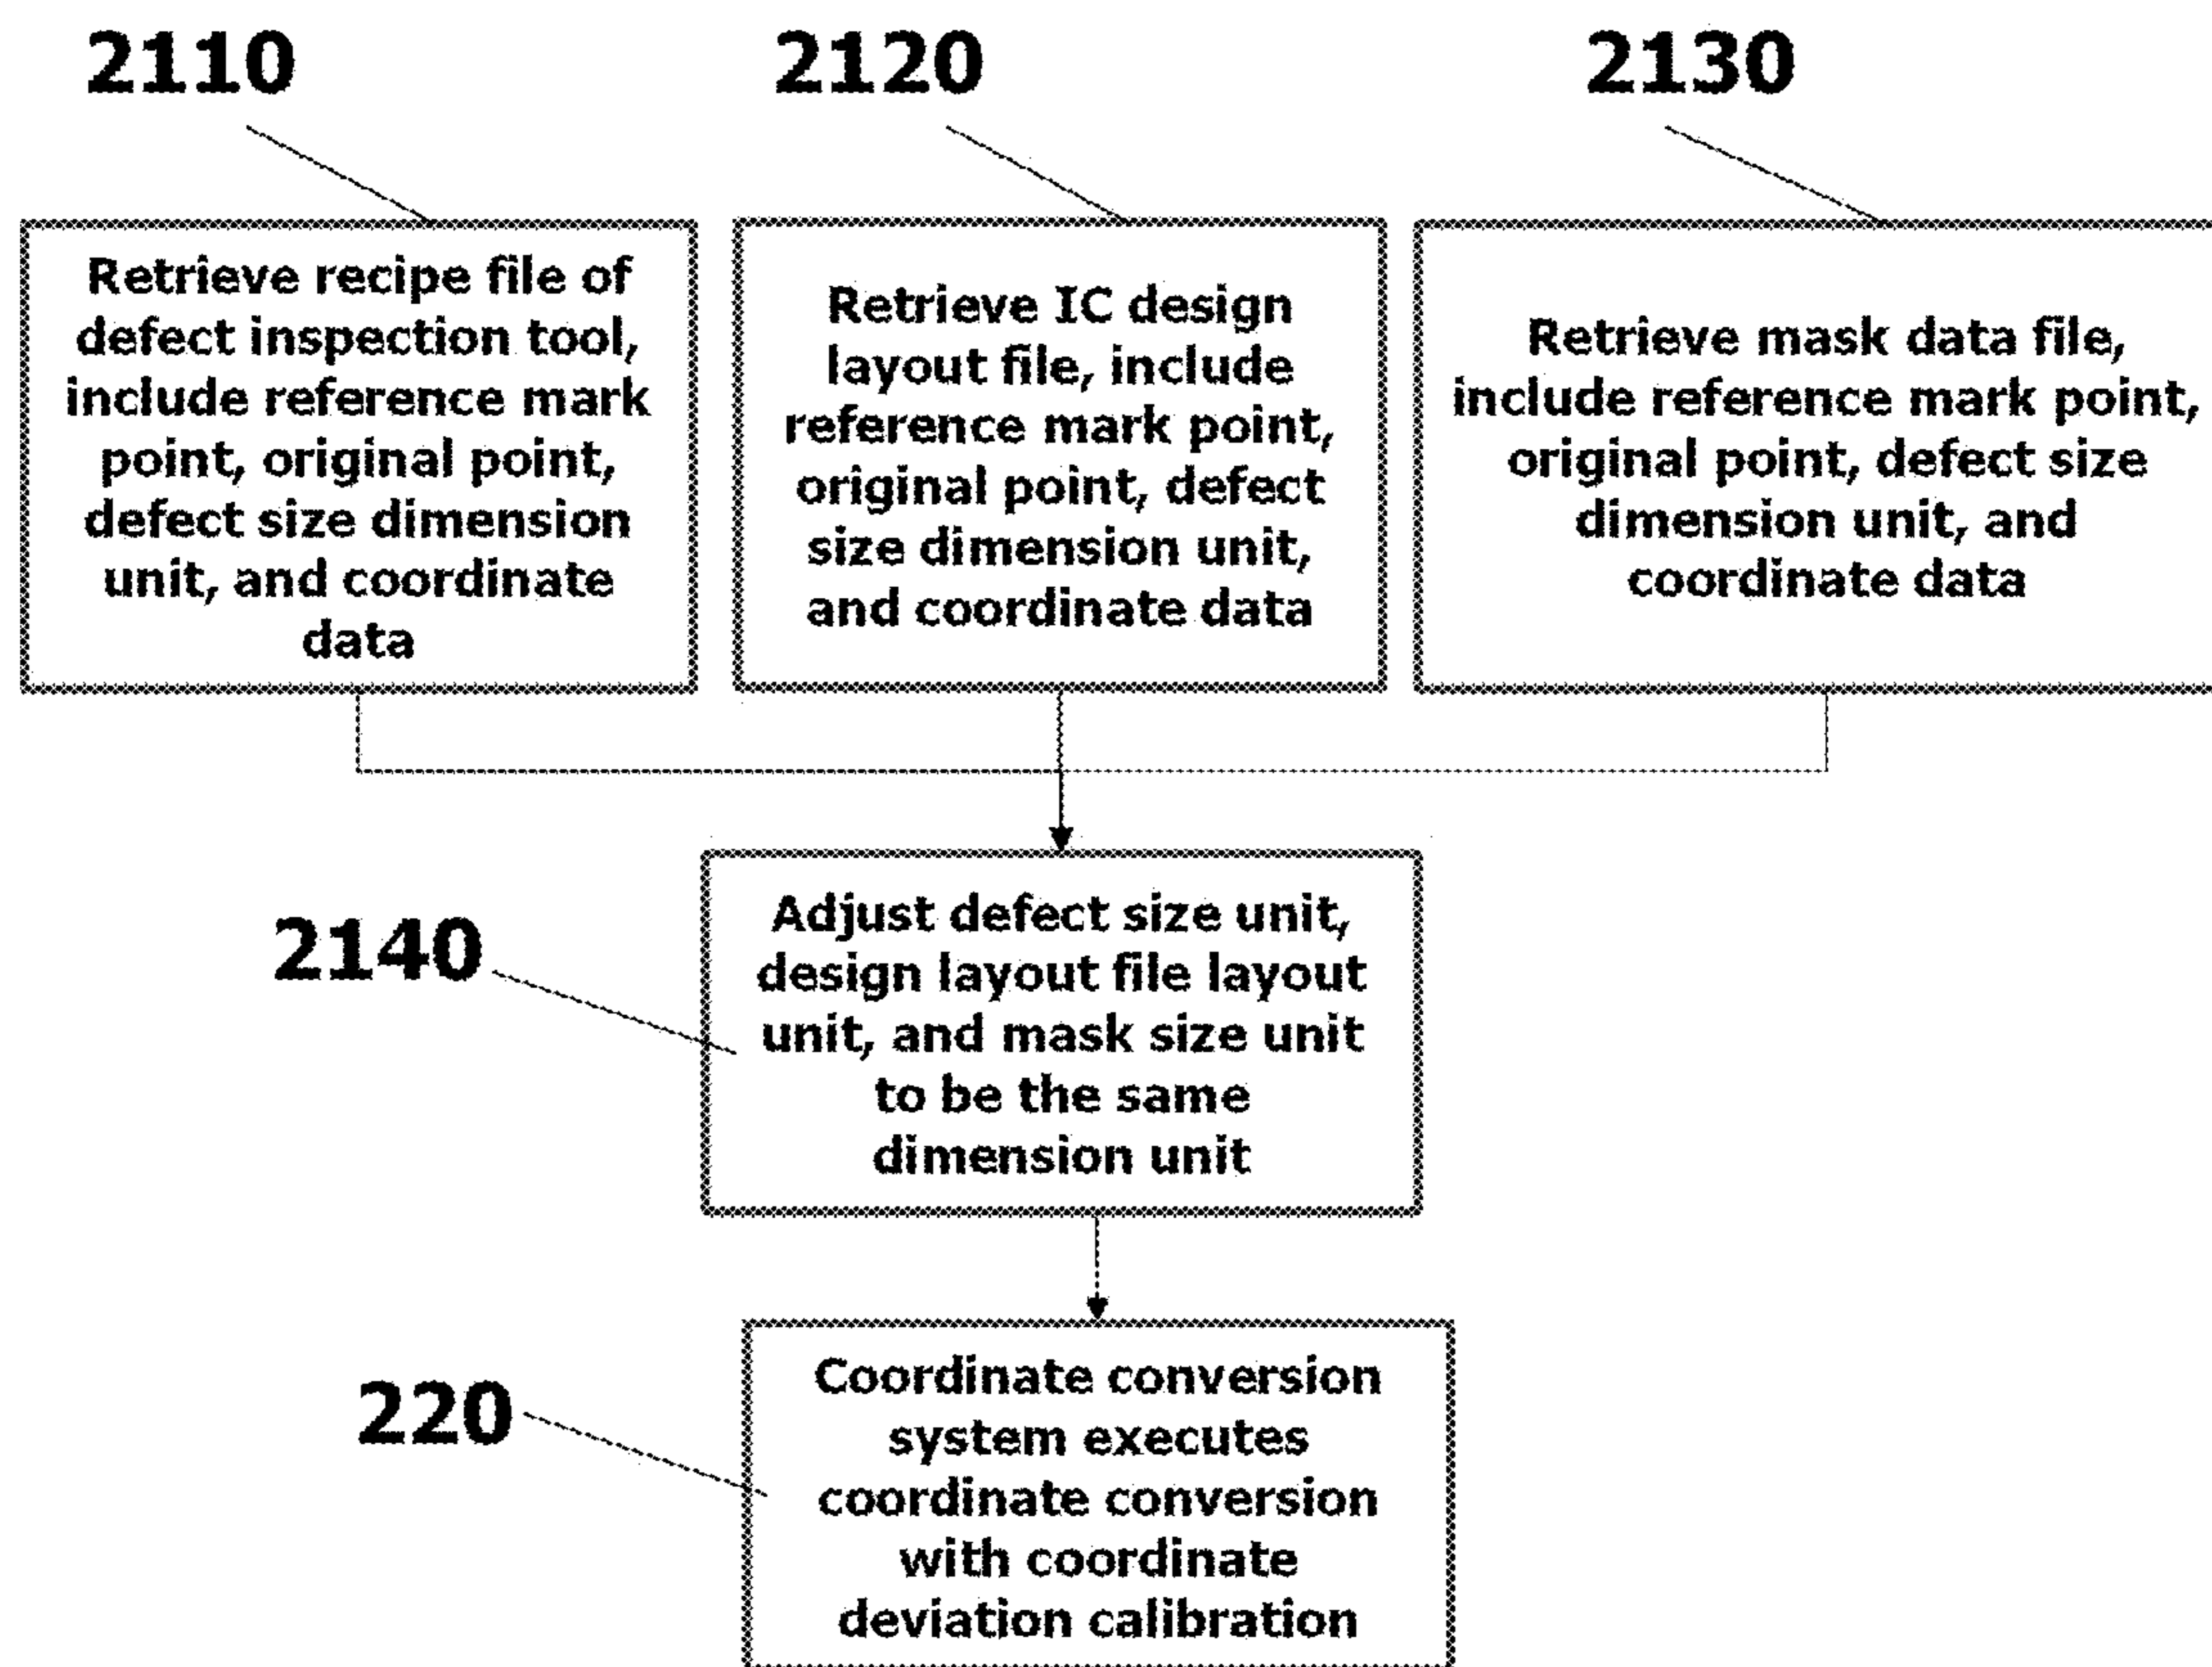 2110
2120
2130
Retrieve recipe file of
defect inspection tool,
include reference mark
point, original point,
defect size dimension
unit, and coordinate
data
Retrieve IC design
layout file, include
reference mark point,
original point, defect
size dimension unit,
and coordinate data
Retrieve mask data file,
include reference mark point,
original point, defect size
dimension unit, and
coordinate data
2140
Adjust defect size unit,
design layout file layout
unit, and mask size unit
to be the same
dimension unit
220
Coordinate conversion
system executes
coordinate conversion
with coordinate
deviation calibration